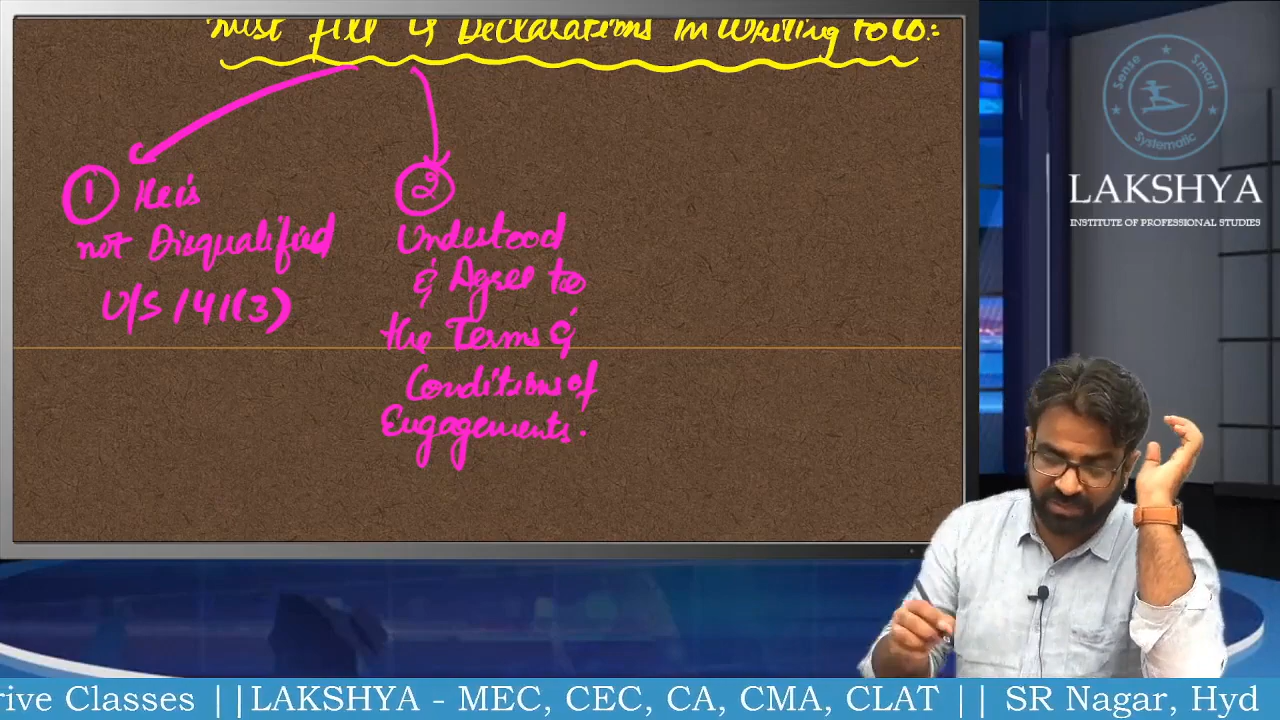 must fill 4 Declarations in writing to Co:-
① He is
not Disqualified
U/S 141(3)
②
Understood
& Agree to
the Terms &
Conditions of
Engagements.
Sense
Smart
Systematic
LAKSHYA
INSTITUTE OF PROFESSIONAL STUDIES
rive Classes ||LAKSHYA - MEC, CEC, CA, CMA, CLAT || SR Nagar, Hyd